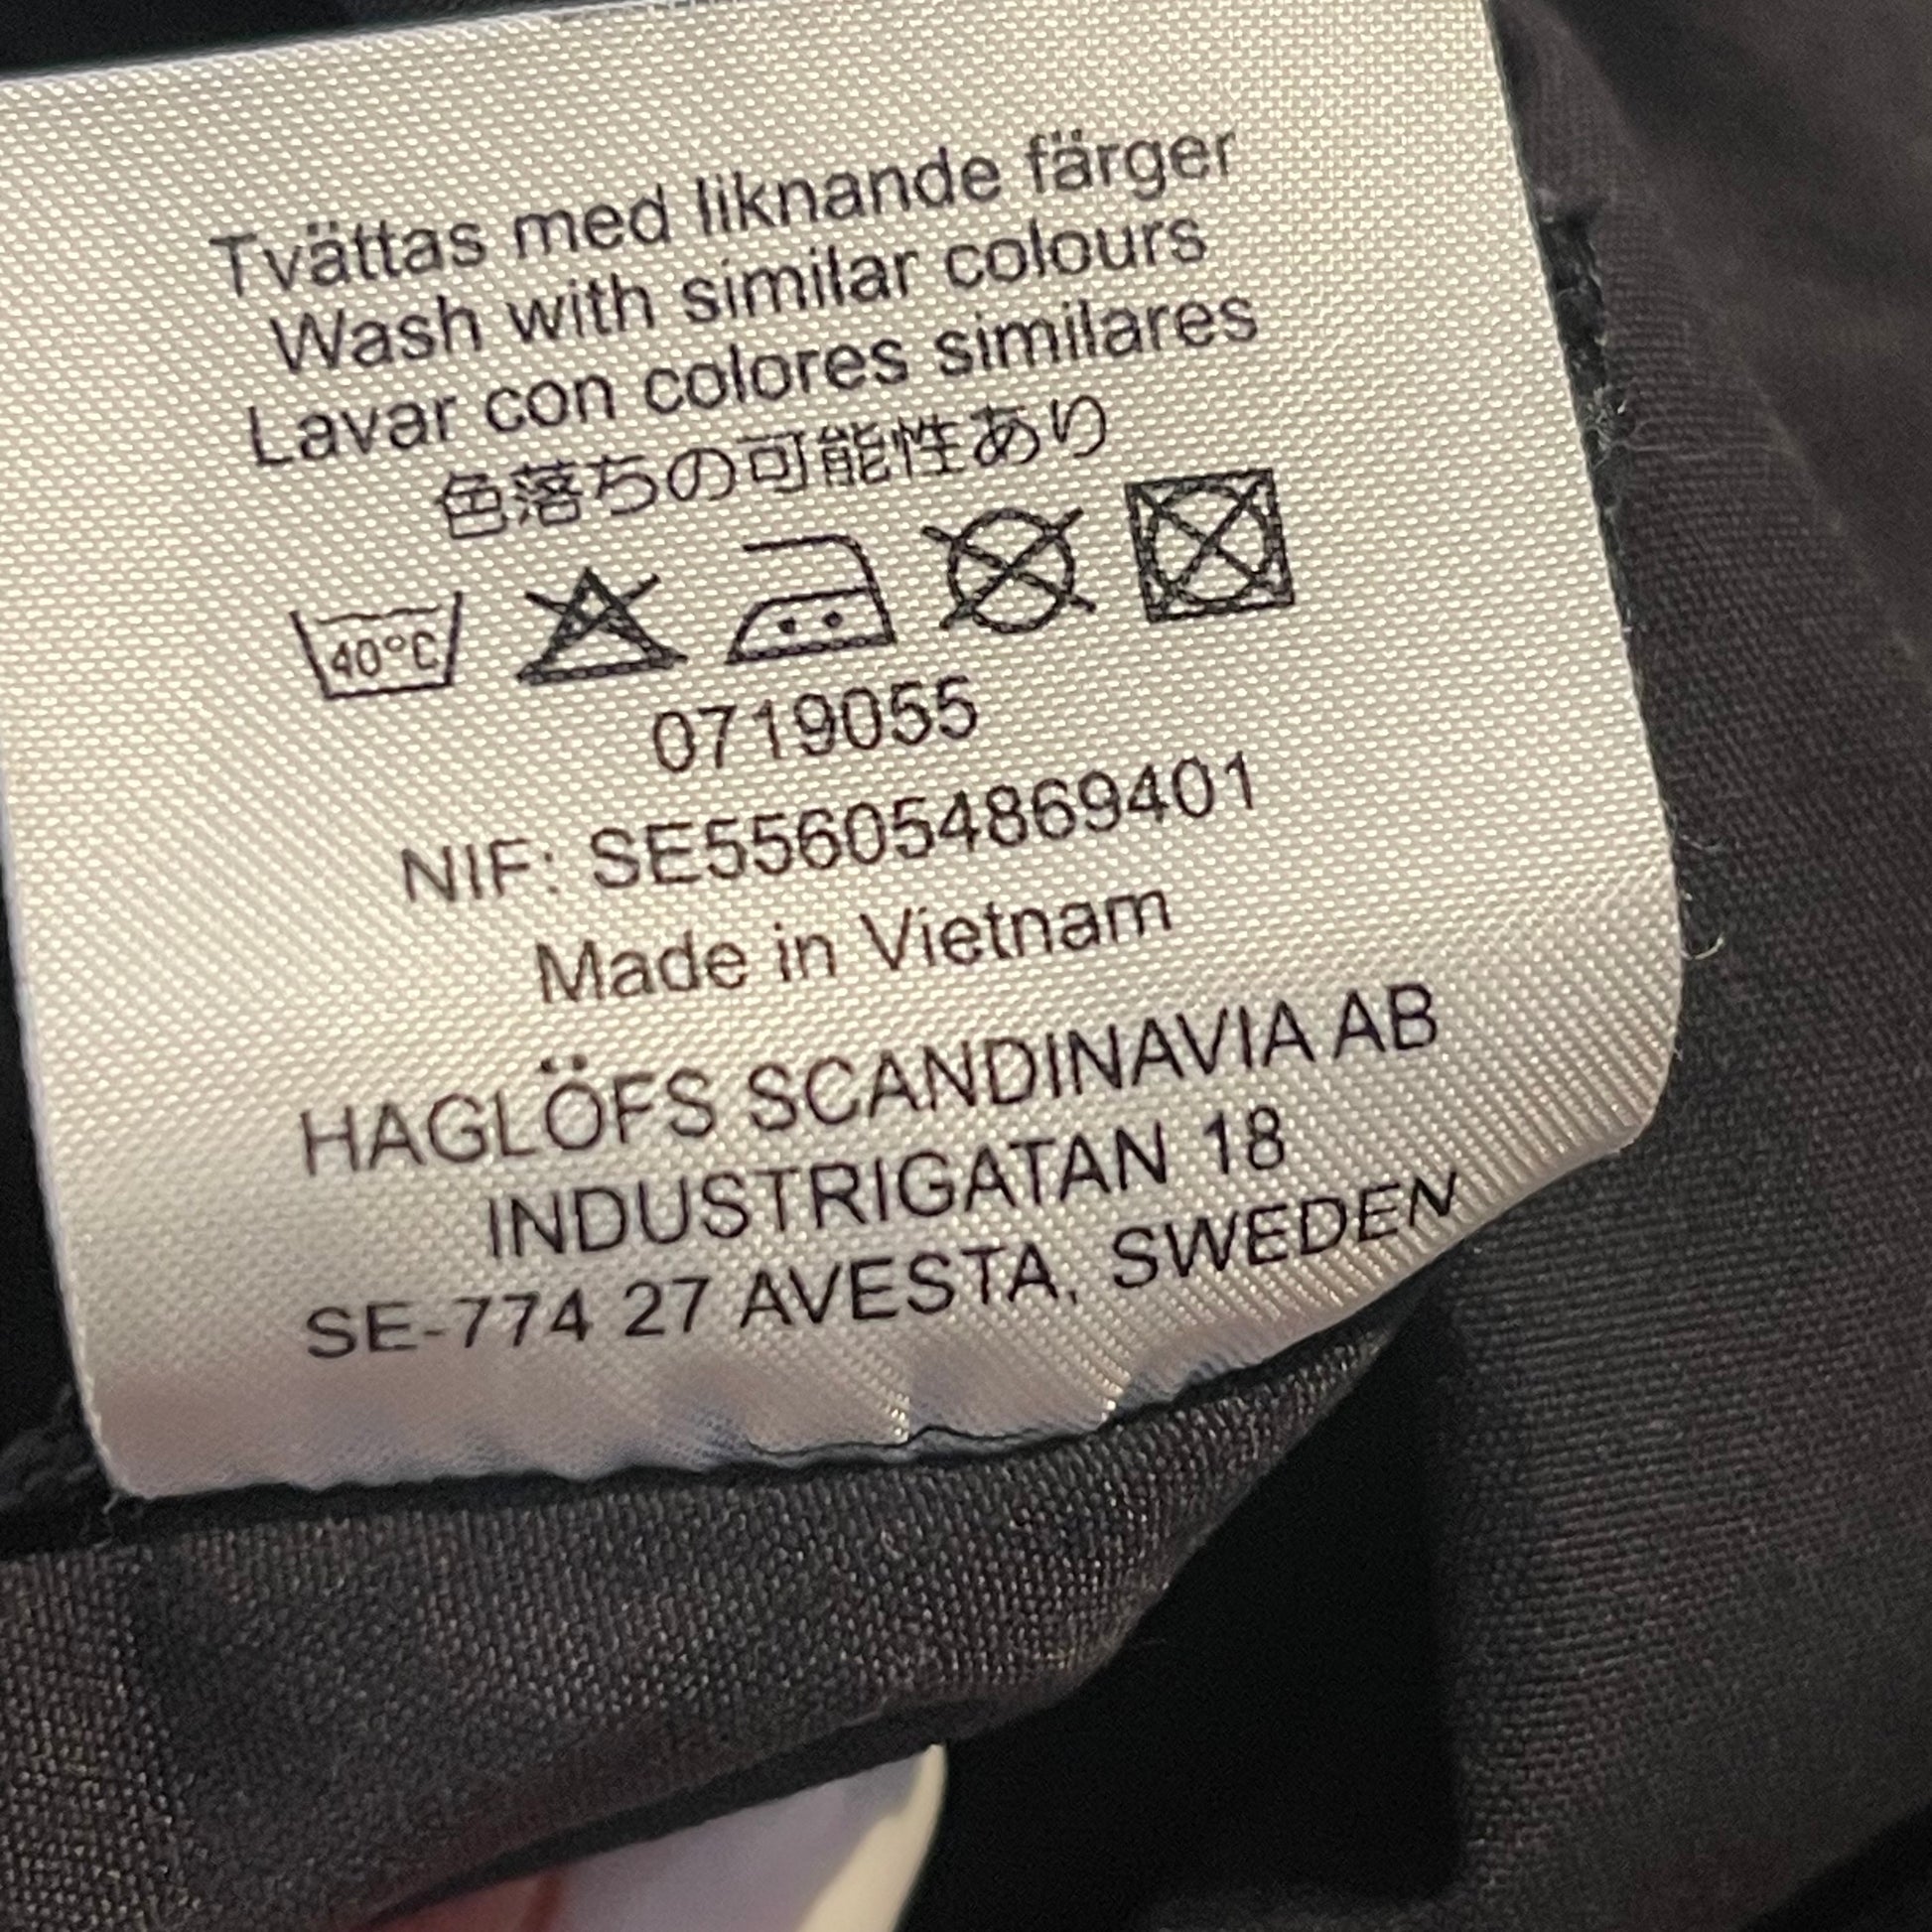 Tvättas med liknande färger
Wash with similar colours
Lavar con colores similares
色落ちの可能性あり
40°C
0719055
NIF: SE556054869401
Made in Vietnam
HAGLÖFS SCANDINAVIA AB
INDUSTRIGATAN 18
SE-774 27 AVESTA, SWEDEN